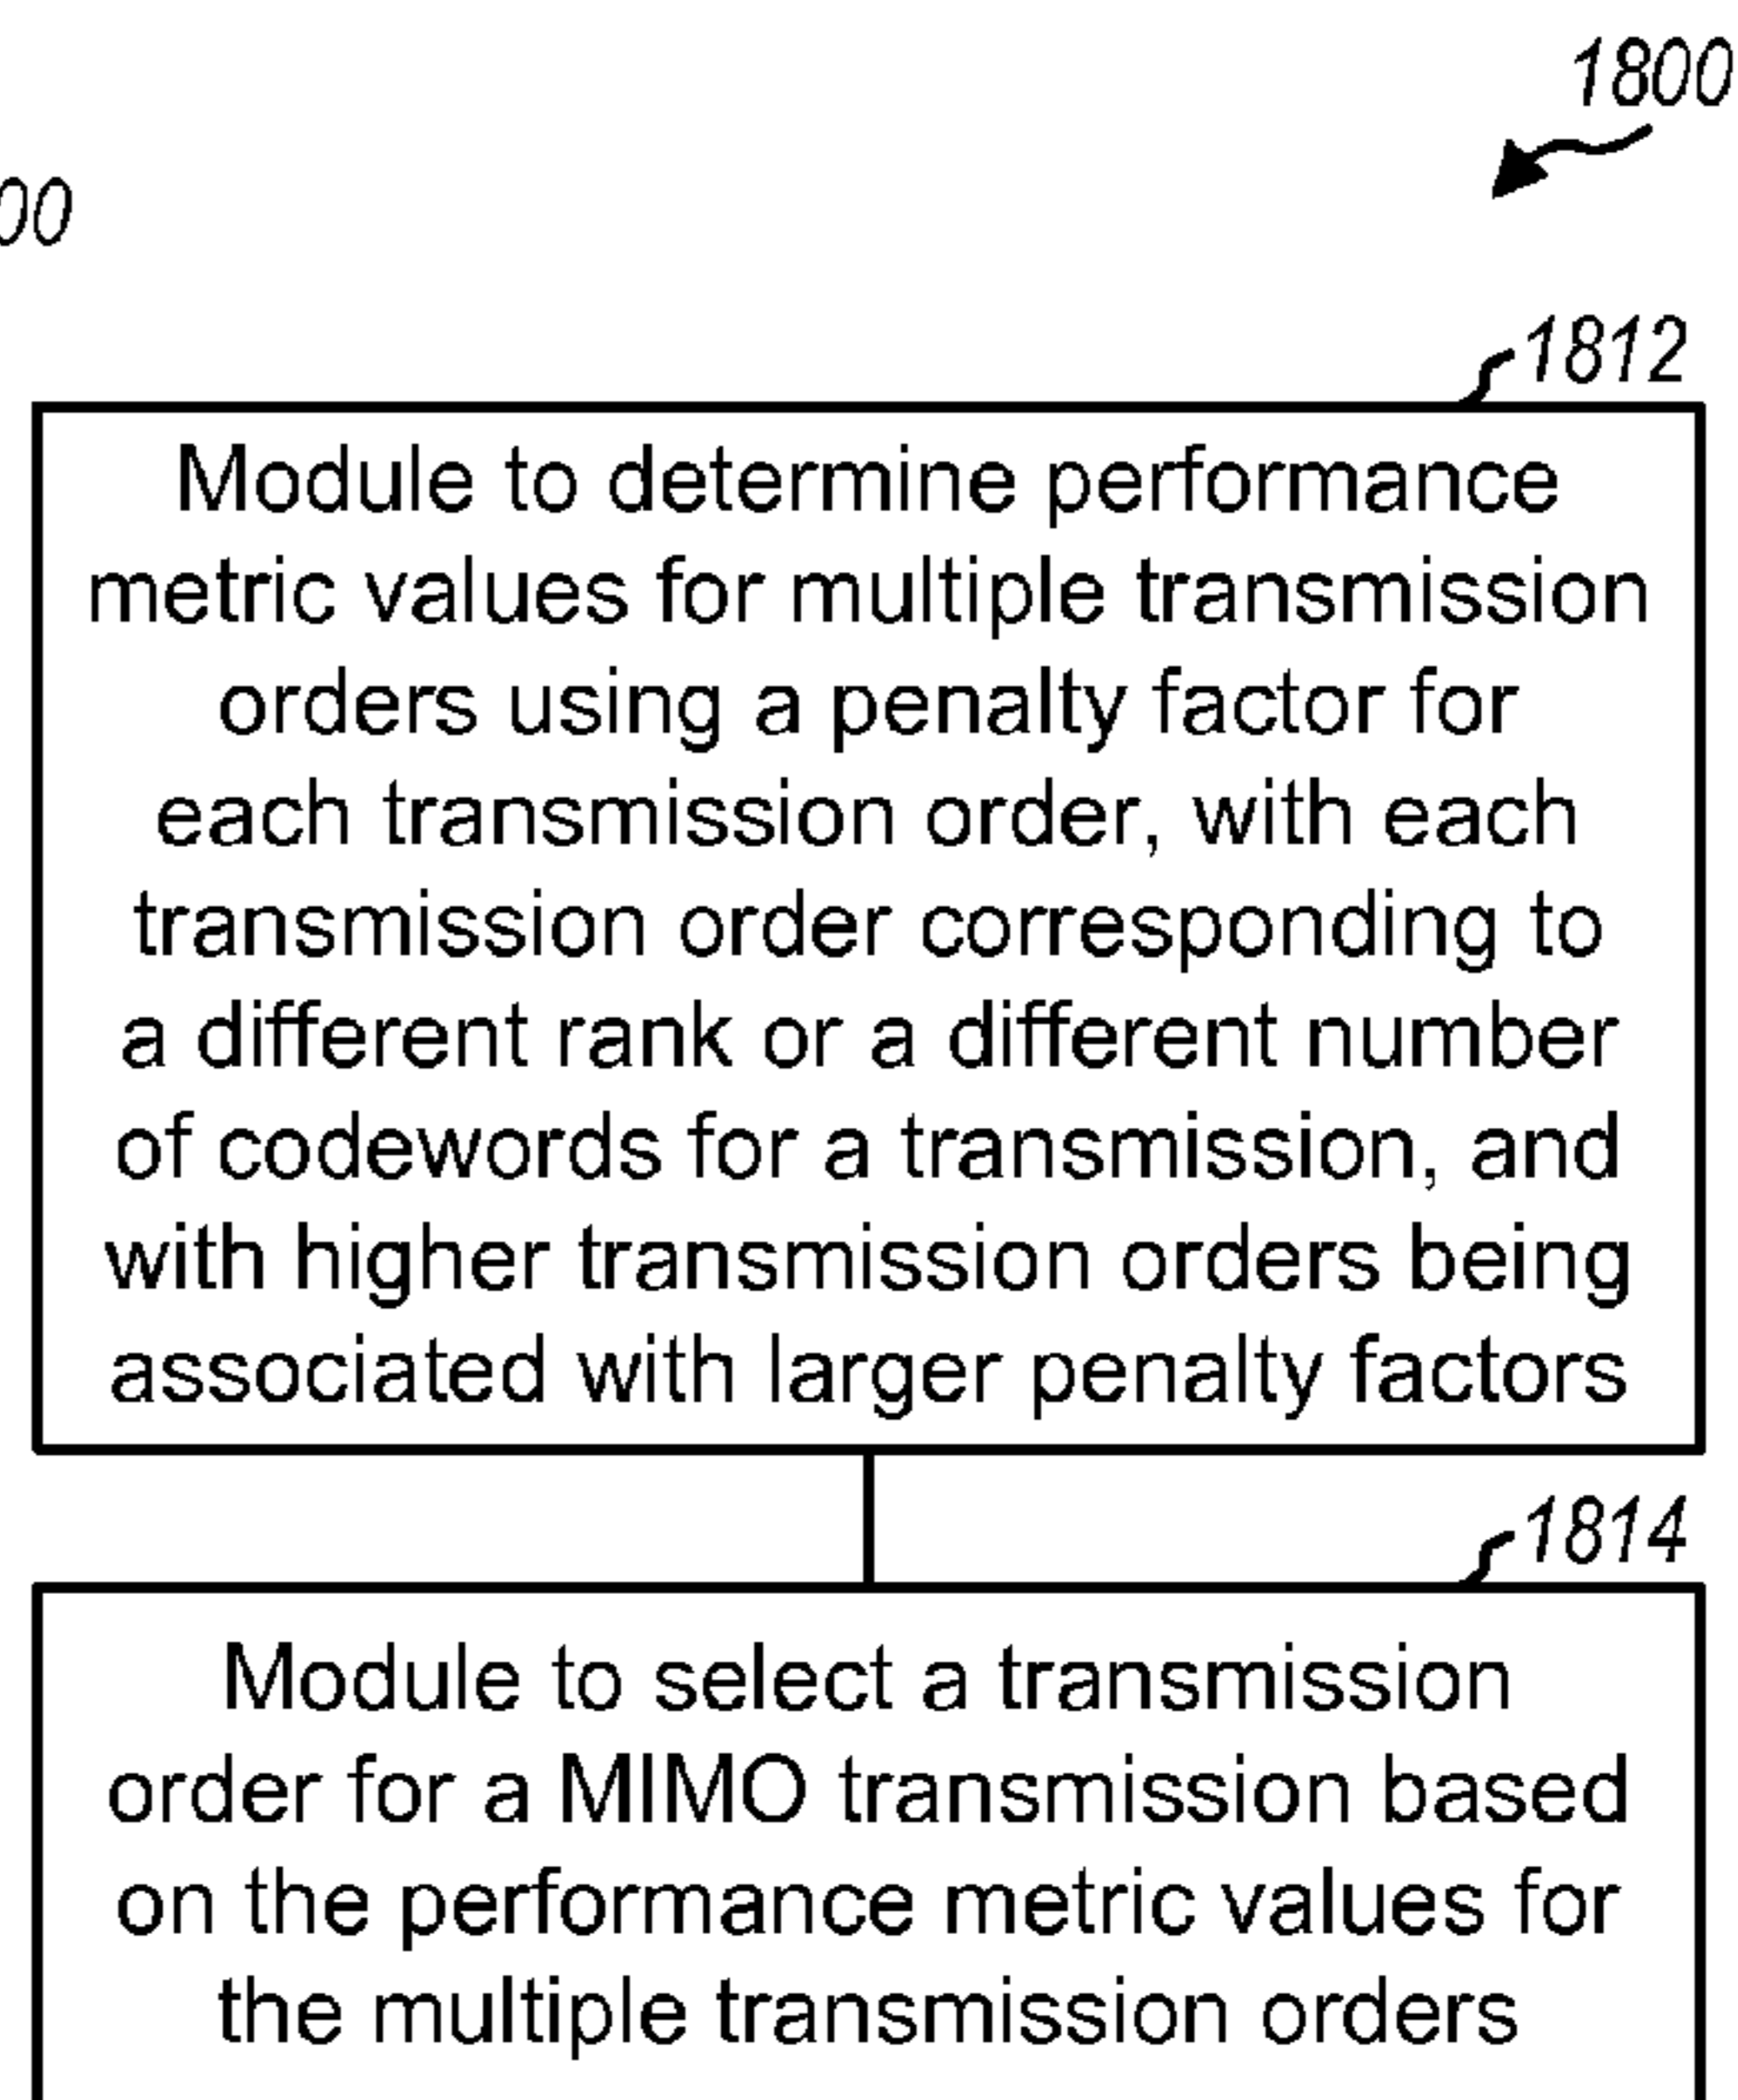 1800
00
1812
Module to determine performance
metric values for multiple transmission
orders using a penalty factor for
each transmission order, with each
transmission order corresponding to
a different rank or a different number
of codewords for a transmission, and
with higher transmission orders being
associated with larger penalty factors
1814
Module to select a transmission
order for a MIMO transmission based
on the performance metric values for
the multiple transmission orders